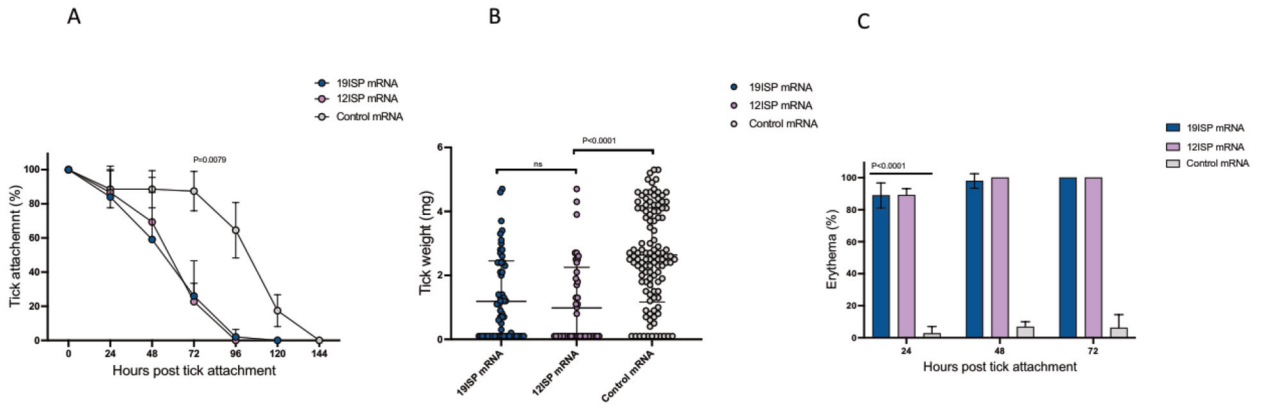 A
19ISP mRNA
12ISP mRNA
Control mRNA
P=0.0079
Tick attachemnt (%)
100
80
60
40
20
0
0 24 48 72 96 120 144
Hours post tick attachment
B
19ISP mRNA
12ISP mRNA
Control mRNA
P<0.0001
ns
Tick weight (mg)
6
4
2
0
19ISP mRNA
12ISP mRNA
Control mRNA
C
19ISP mRNA
12ISP mRNA
Control mRNA
P<0.0001
Erythema (%)
100
80
60
40
20
0
24 48 72
Hours post tick attachment